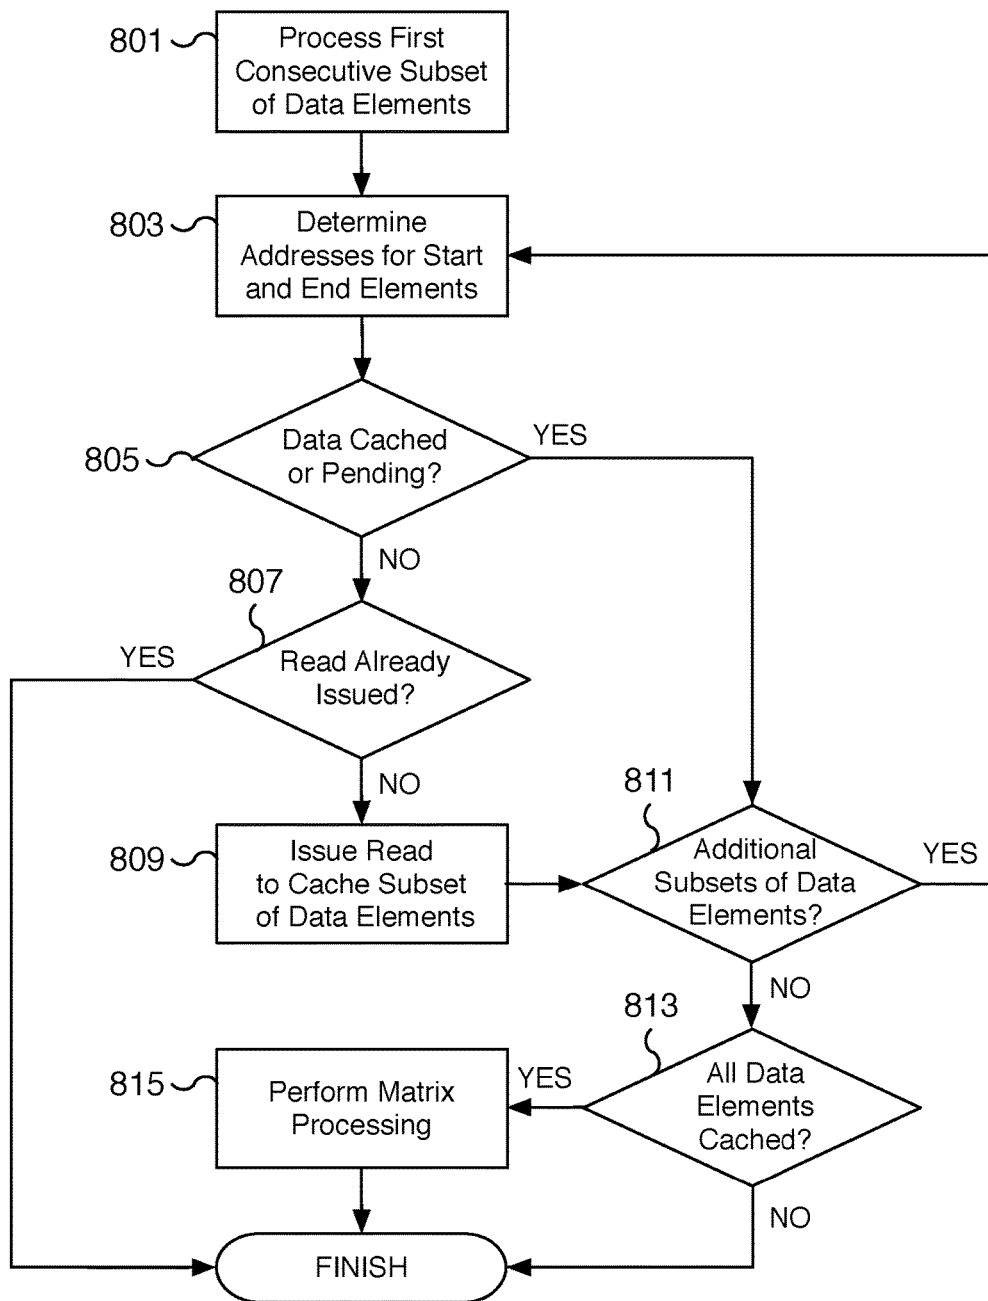 801
Process First
Consecutive Subset
of Data Elements
803
Determine
Addresses for Start
and End Elements
805
Data Cached
or Pending?
YES
NO
807
YES
Read Already
Issued?
NO
809
Issue Read
to Cache Subset
of Data Elements
811
Additional
Subsets of Data
Elements?
YES
NO
813
All Data
Elements
Cached?
YES
NO
815
Perform Matrix
Processing
FINISH